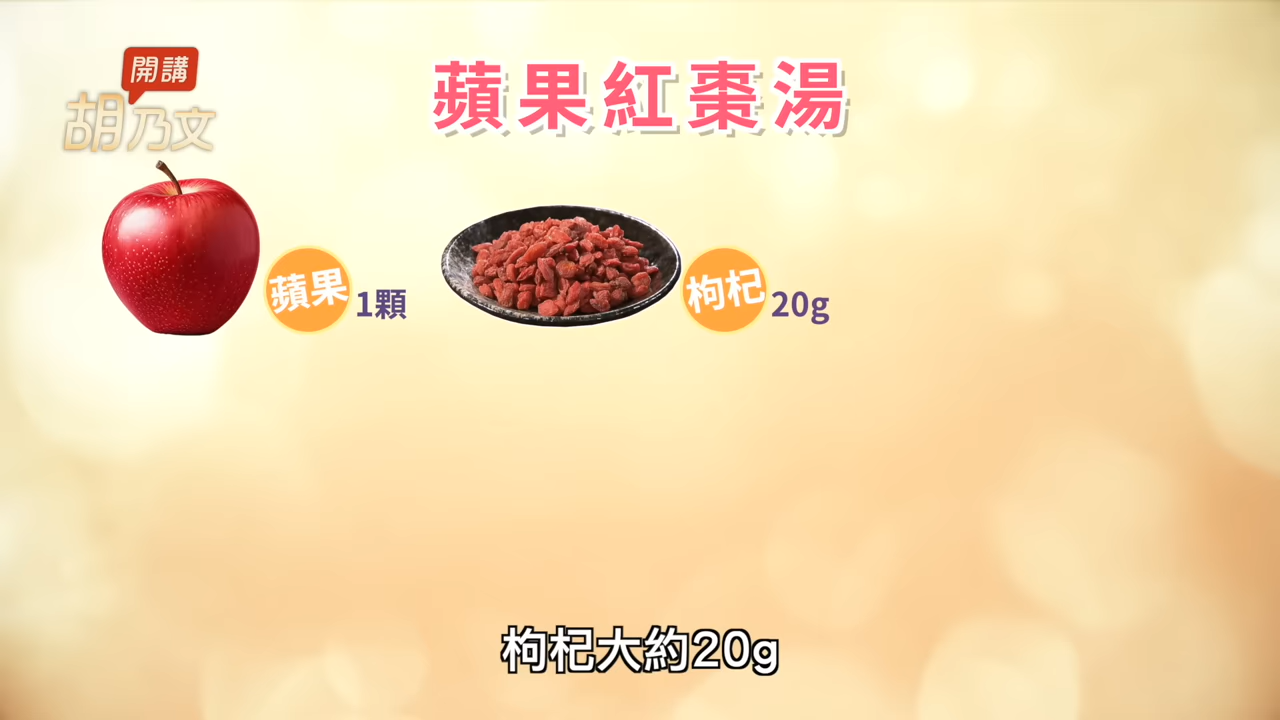 開講
胡乃文
蘋果紅棗湯
蘋果 1顆
枸杞 20g
枸杞大約20g